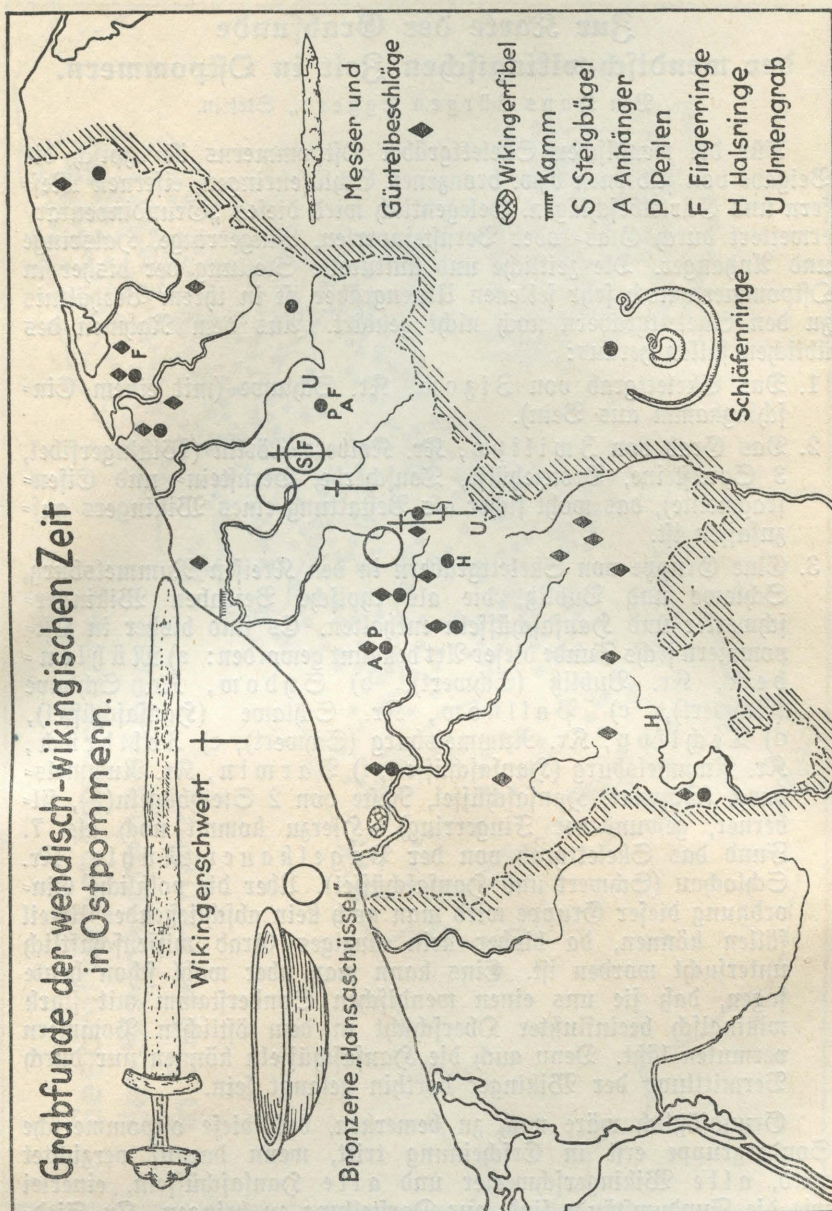 Grabfunde der wendisch-wikingischen Zeit
in Ostpommern.
Wikingerschwert
Bronzene „Hansaschüssel"
F
U
P F
A
S F
U
H
A P
H
Messer und
Gürtelbeschläge
Wikingerfibel
Kamm
S Steigbügel
A Anhänger
P Perlen
F Fingerringe
H Halsringe
U Urnengrab
Schläfenringe